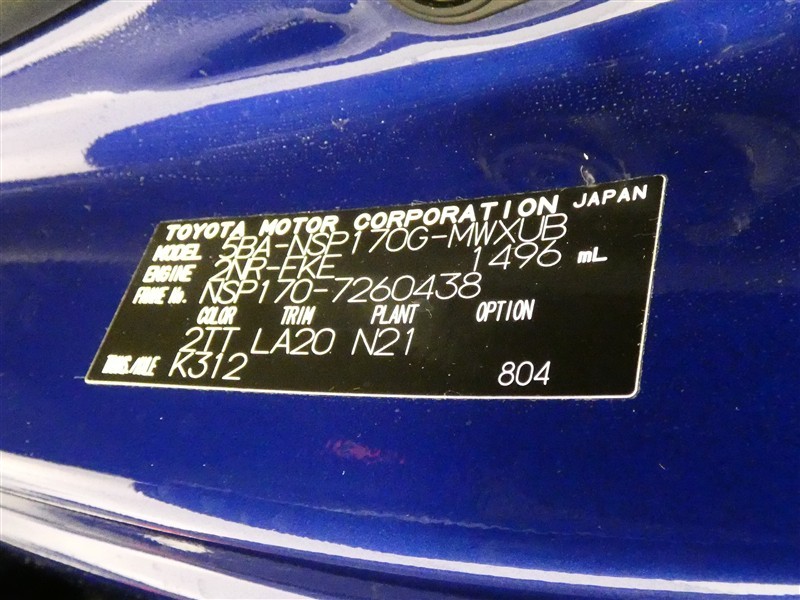 TOYOTA MOTOR CORPORATION JAPAN
MODEL 5BA-NSP170G-MWXUB
ENGINE 2NR-FKE 1496 mL
FRAME No. NSP170-7260438
COLOR TRIM PLANT OPTION
2TT LA20 N21
TRANS./AXLE K312 804